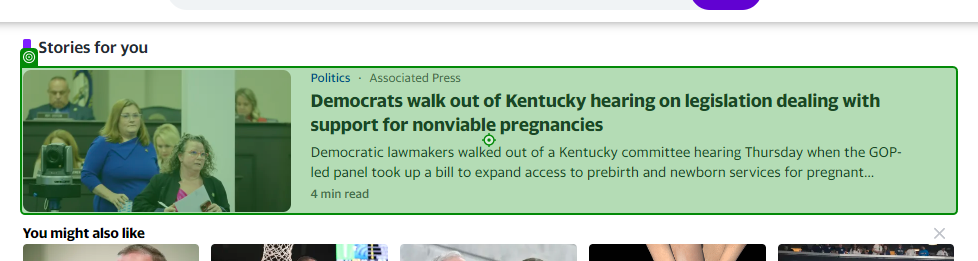 Stories for you
Politics · Associated Press
Democrats walk out of Kentucky hearing on legislation dealing with
support for nonviable pregnancies
Democratic lawmakers walked out of a Kentucky committee hearing Thursday when the GOP-
led panel took up a bill to expand access to prebirth and newborn services for pregnant...
4 min read
You might also like